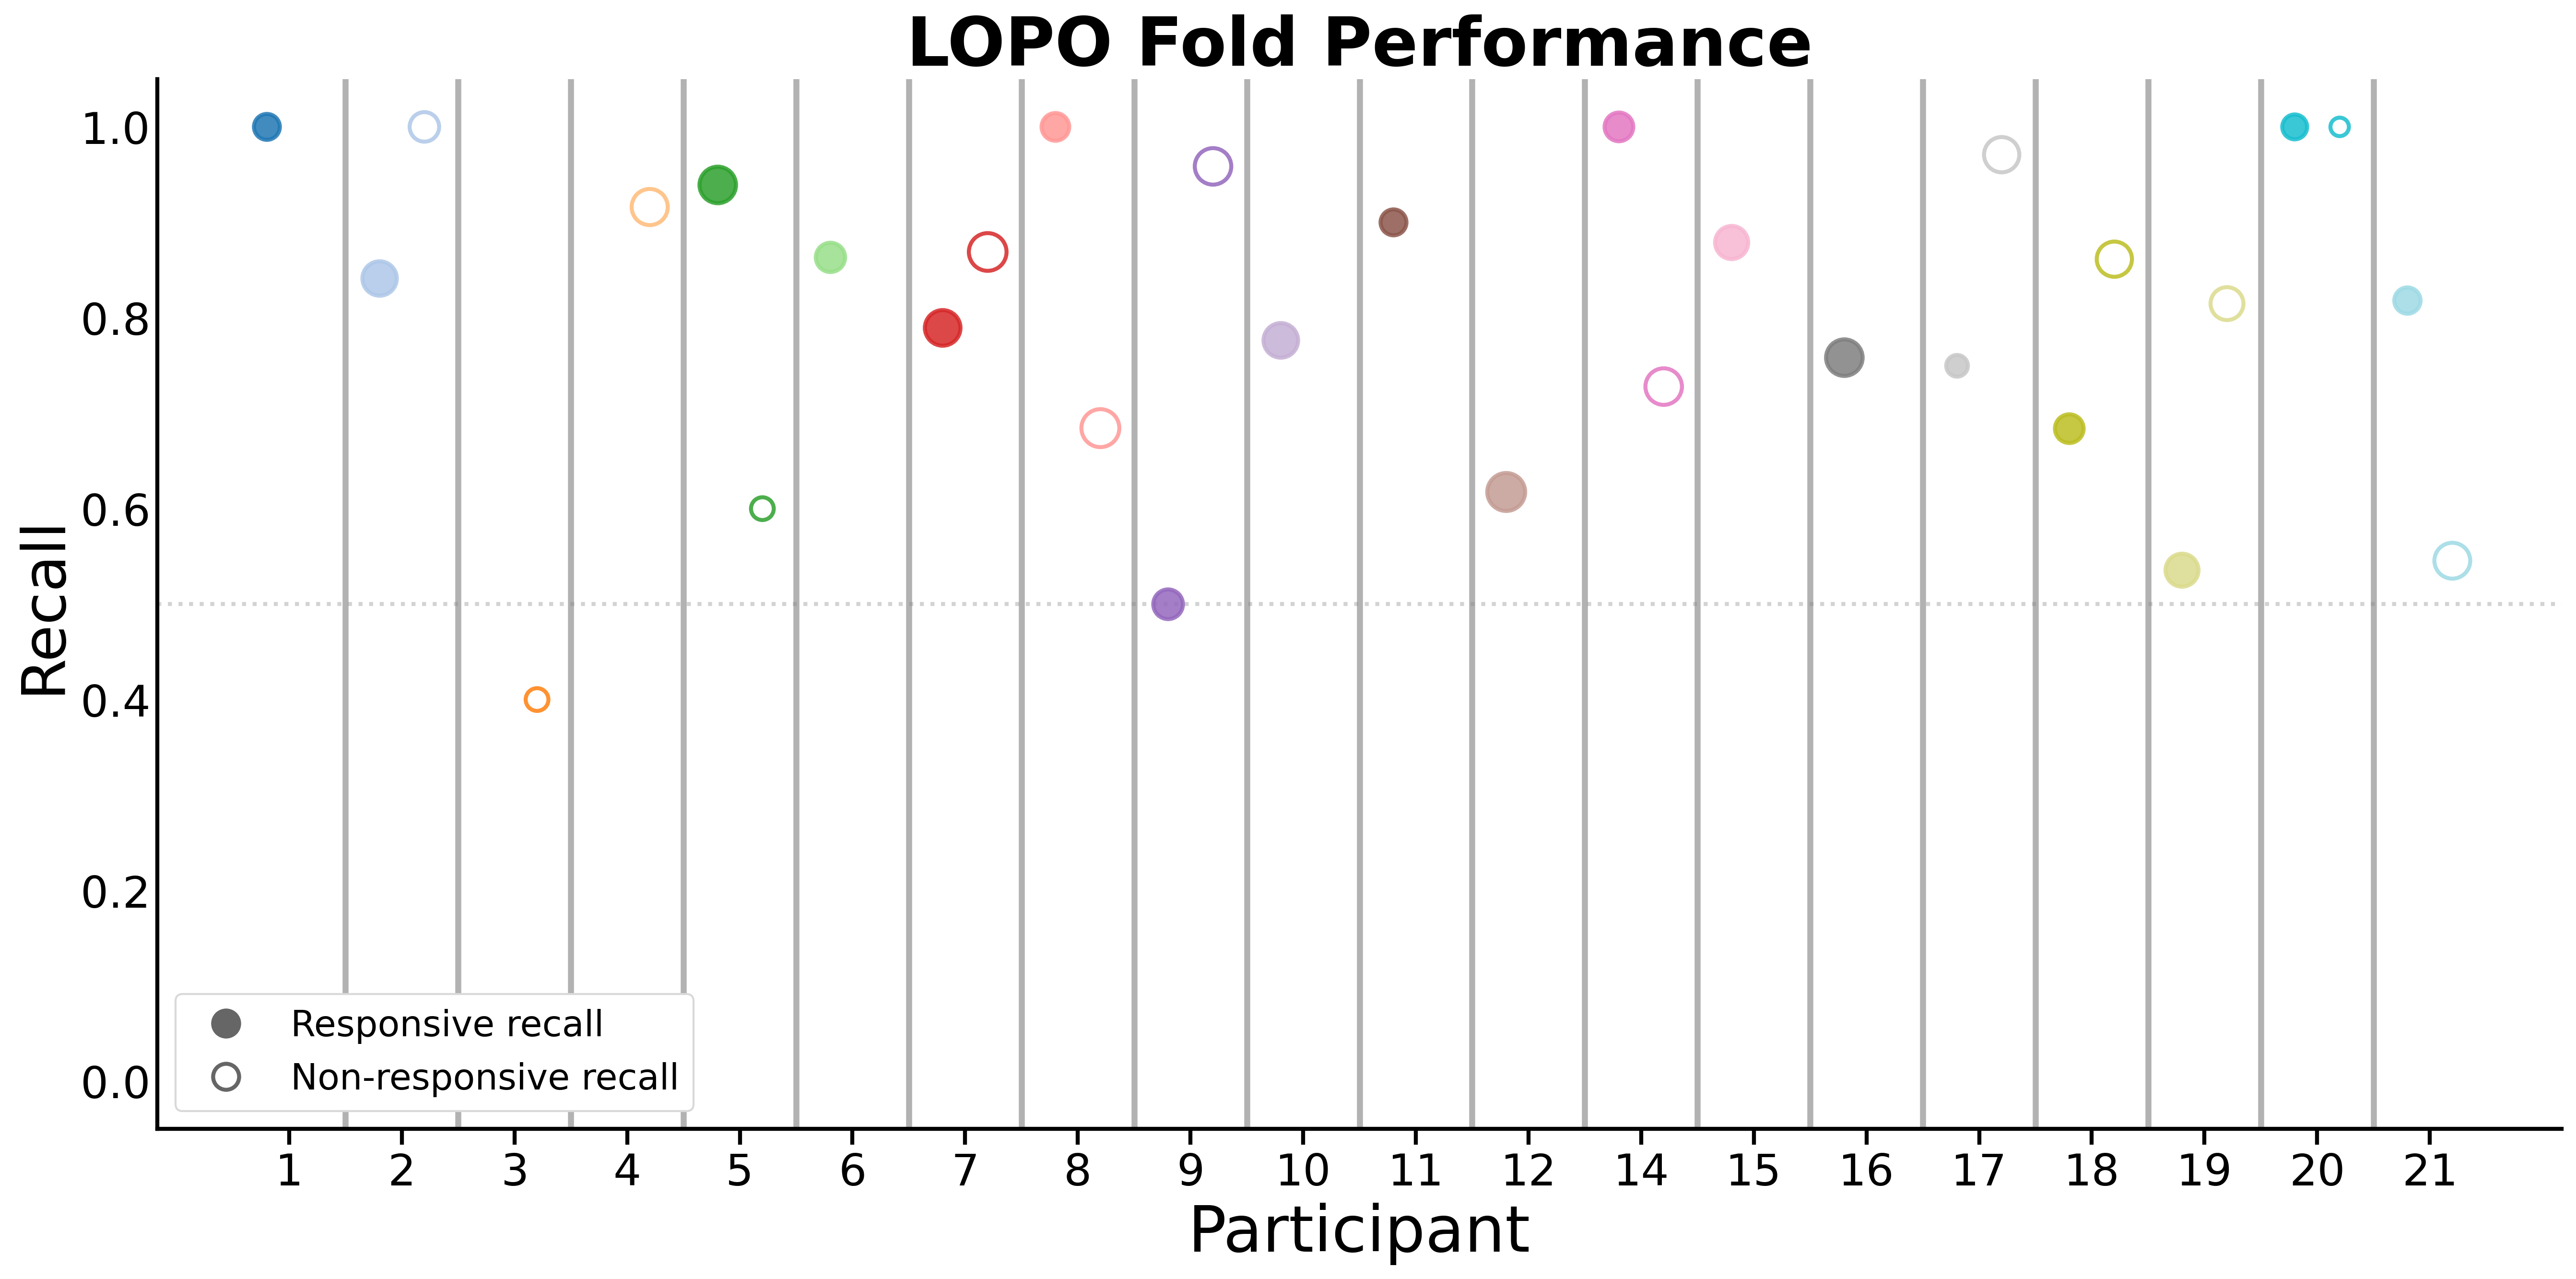 LOPO Fold Performance
Recall
1.0
0.8
0.6
0.4
0.2
0.0
Responsive recall
Non-responsive recall
1 2 3 4 5 6 7 8 9 10 11 12 14 15 16 17 18 19 20 21
Participant